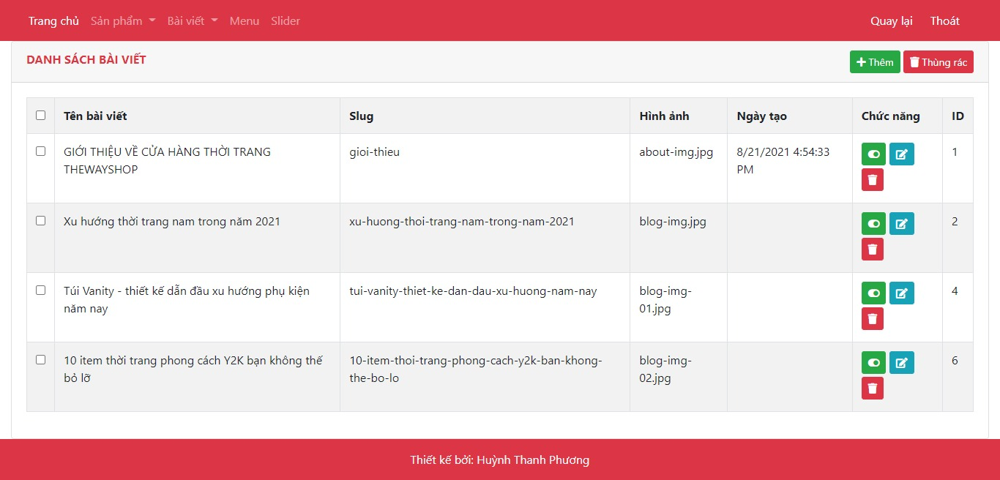 Trang chủ Sản phẩm Bài viết Menu Slider Quay lại Thoát
DANH SÁCH BÀI VIẾT Thêm Thùng rác
Tên bài viết Slug Hình ảnh Ngày tạo Chức năng ID
GIỚI THIỆU VỀ CỬA HÀNG THỜI TRANG gioi-thieu about-img.jpg 8/21/2021 4:54:33 1
THEWAYSHOP PM
Xu hướng thời trang nam trong năm 2021 xu-huong-thoi-trang-nam-trong-nam-2021 blog-img.jpg 2
Túi Vanity - thiết kế dẫn đầu xu hướng phụ kiện tui-vanity-thiet-ke-dan-dau-xu-huong-nam-nay blog-img- 4
năm nay 01.jpg
10 item thời trang phong cách Y2K bạn không thế 10-item-thoi-trang-phong-cach-y2k-ban-khong- blog-img- 6
bỏ lỡ the-bo-lo 02.jpg
Thiết kế bởi: Huỳnh Thanh Phương